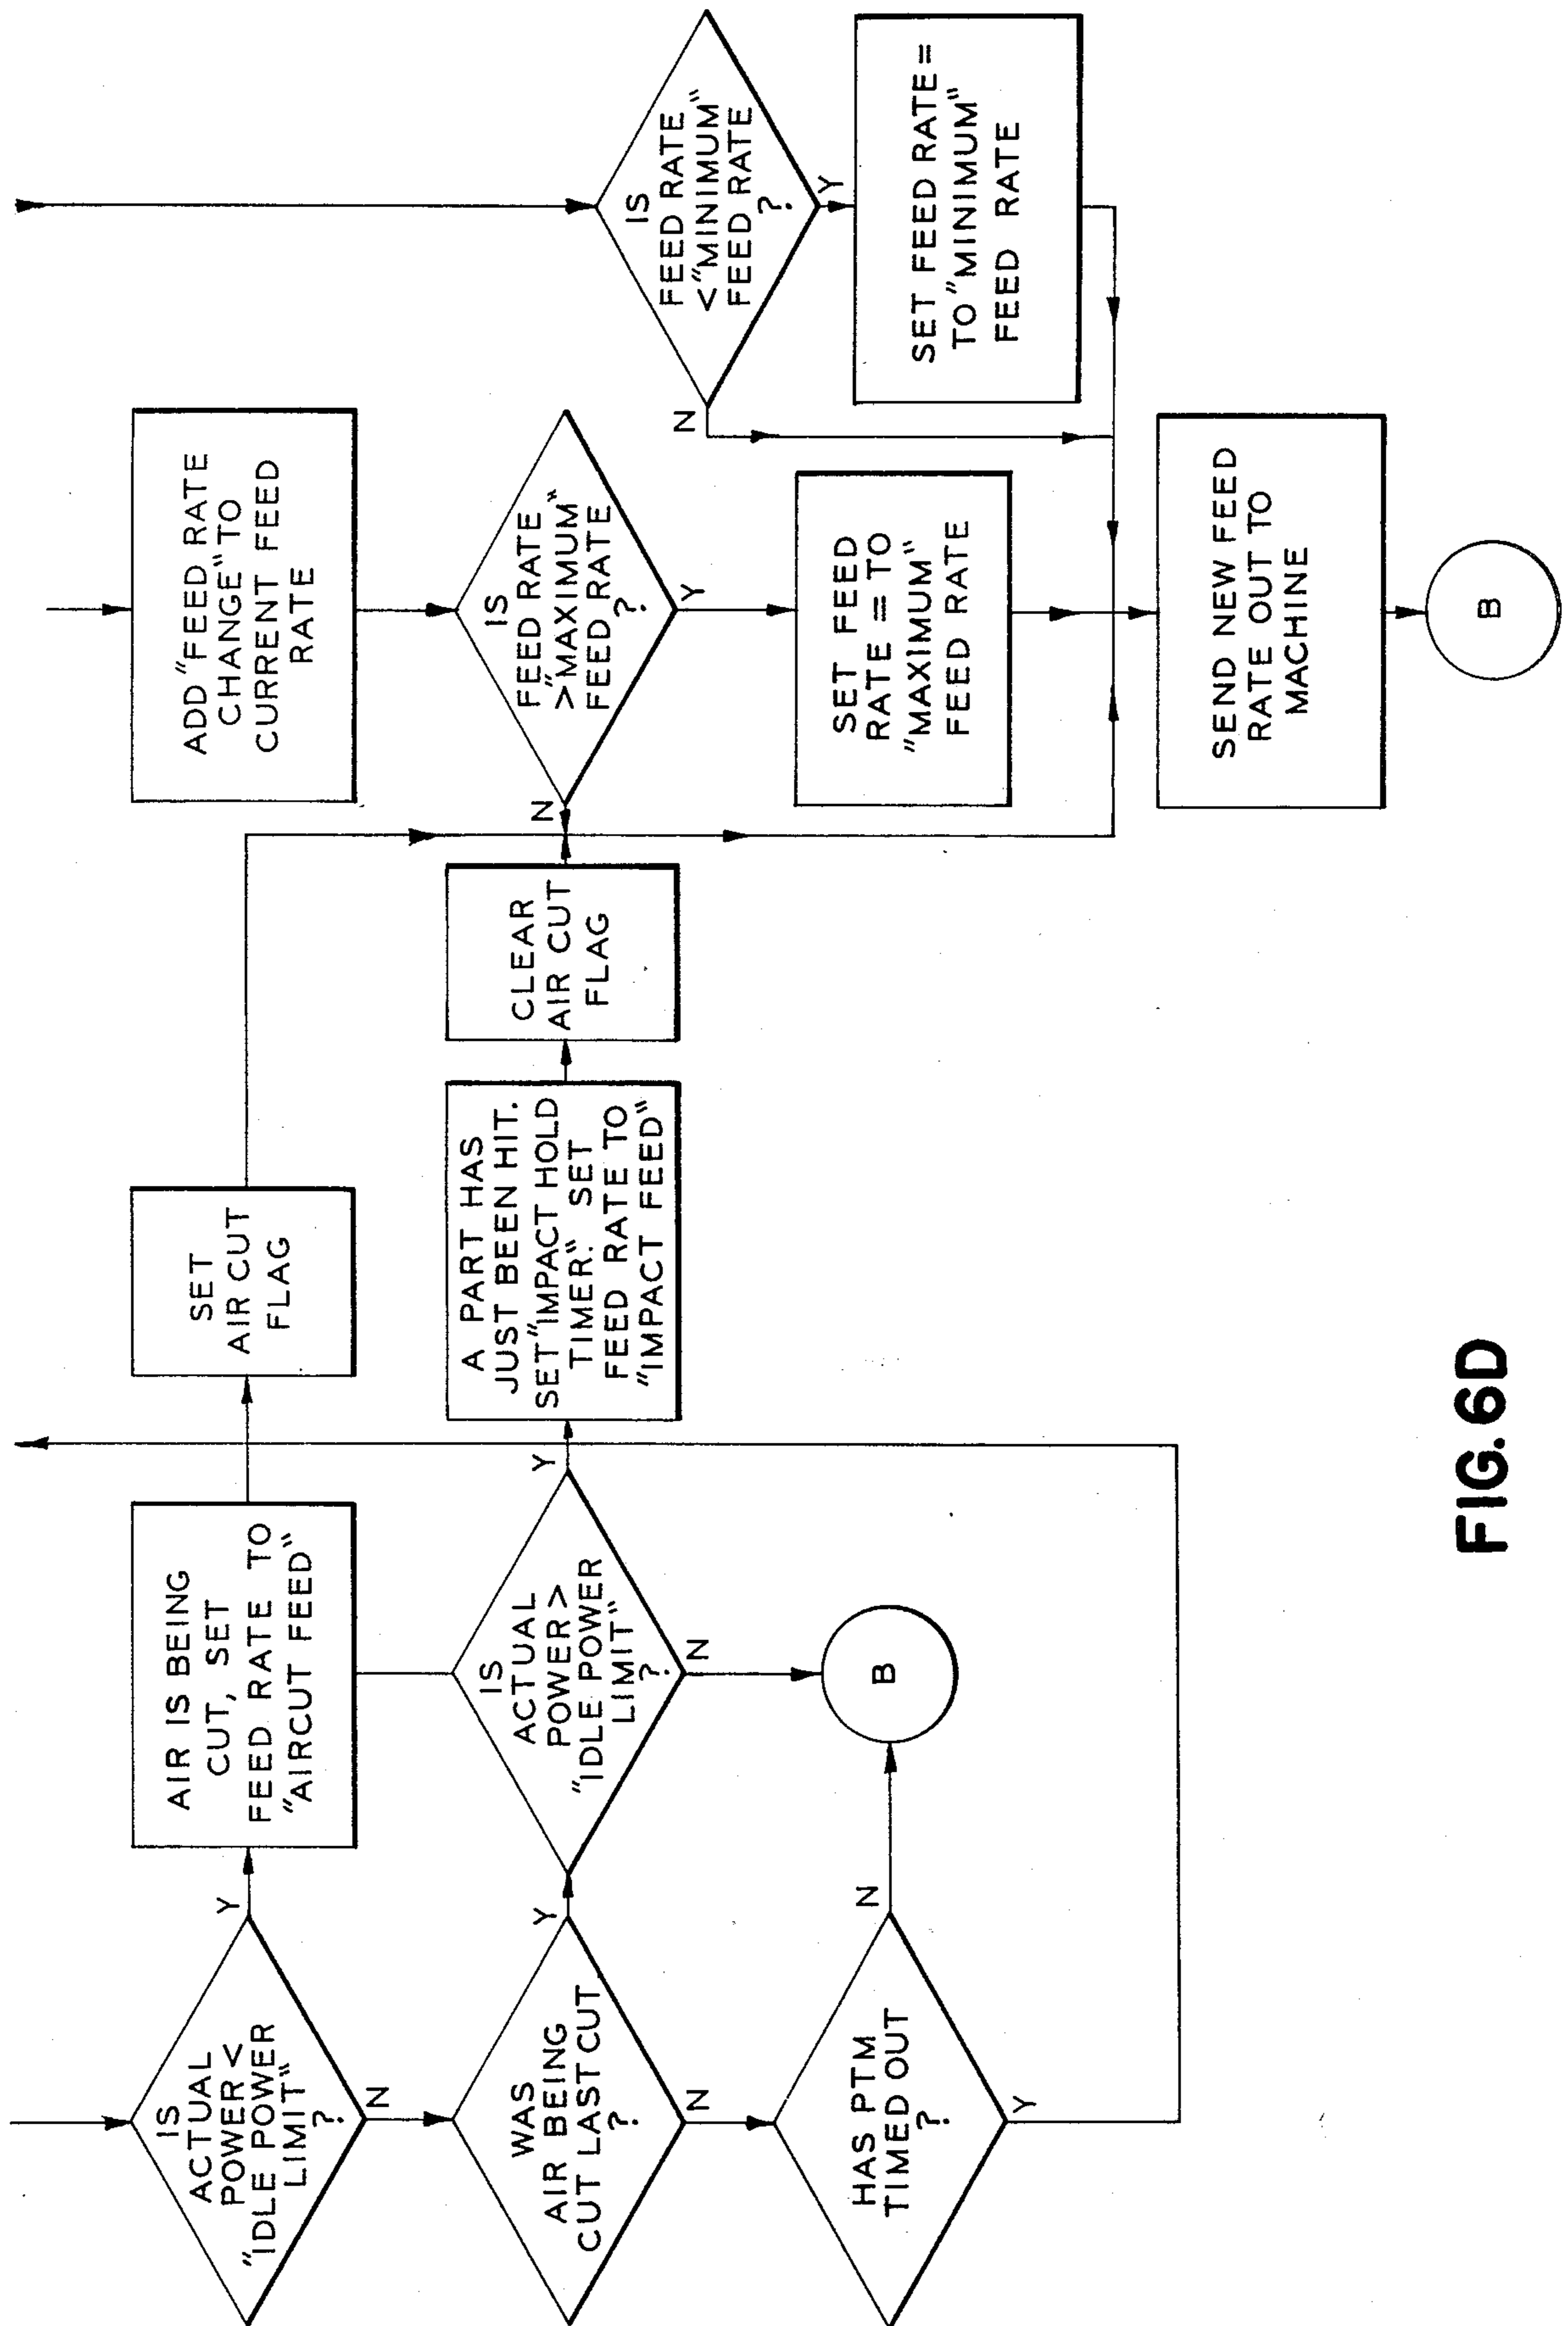 IS
ACTUAL
POWER <
"IDLE POWER
LIMIT"
?
Y
N
AIR IS BEING
CUT, SET
FEED RATE TO
"AIRCUT FEED"
SET
AIR CUT
FLAG
ADD "FEED RATE
CHANGE" TO
CURRENT FEED
RATE
WAS
AIR BEING
CUT LAST CUT
?
Y
N
IS
ACTUAL
POWER >
"IDLE POWER
LIMIT"
?
Y
N
A PART HAS
JUST BEEN HIT.
SET "IMPACT HOLD
TIMER." SET
FEED RATE TO
"IMPACT FEED"
CLEAR
AIR CUT
FLAG
IS
FEED RATE
>"MAXIMUM"
FEED RATE
?
N
Y
IS
FEED RATE
<"MINIMUM"
FEED RATE
?
N
Y
HAS PTM
TIMED OUT
?
N
Y
B
SET FEED
RATE = TO
"MAXIMUM"
FEED RATE
SET FEED RATE =
TO "MINIMUM"
FEED RATE
SEND NEW FEED
RATE OUT TO
MACHINE
B
FIG. 6D